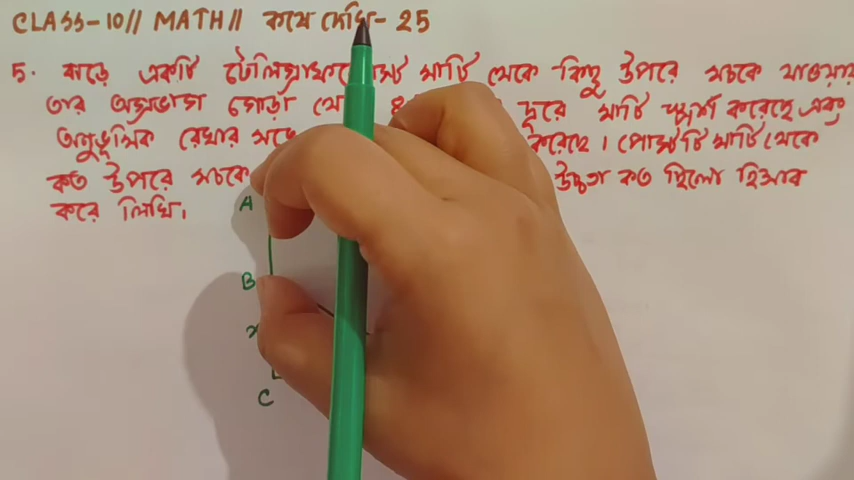 CLASS-10// MATH// কষে দেখি- 25
5. ঝড়ে একটি টেলিগ্রাফপোস্ট মাটি থেকে কিছু উপরে মচকে যাওয়ায়
তার অগ্রভাগ গোড়া দূরে মাটি স্পর্শ করেছে এবং
অনুভূমিক রেখার সঙ্গে করেছে। পোস্টটি মাটি থেকে
কত উপরে মচকে উচ্চতা কত ছিলো হিসাব
করে লিখি।
A
B
x
C